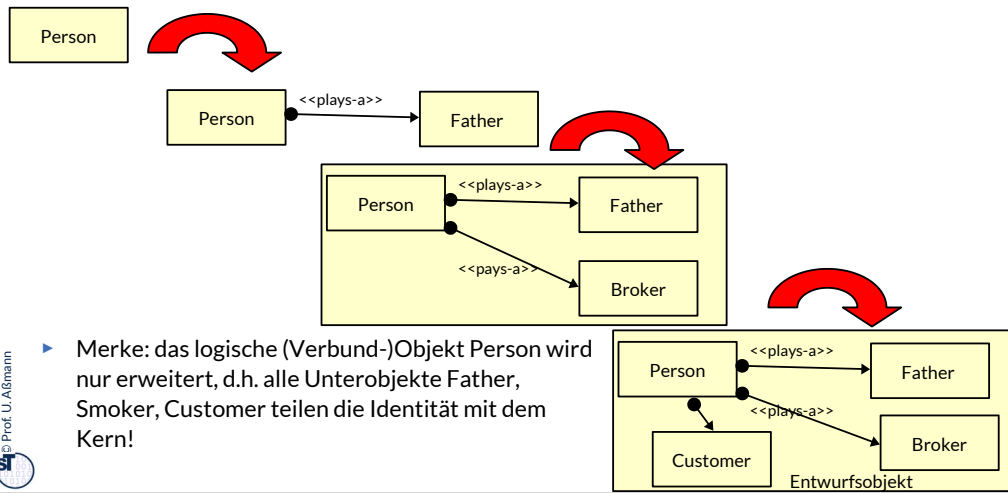 Person
Person
<<plays-a>>
Father
Person
<<plays-a>>
Father
<<pays-a>>
Broker
Merke: das logische (Verbund-)Objekt Person wird
nur erweitert, d.h. alle Unterobjekte Father,
Smoker, Customer teilen die Identität mit dem
Kern!
Person
<<plays-a>>
Father
<<plays-a>>
Broker
Customer
Entwurfsobjekt
© Prof. U. Aßmann